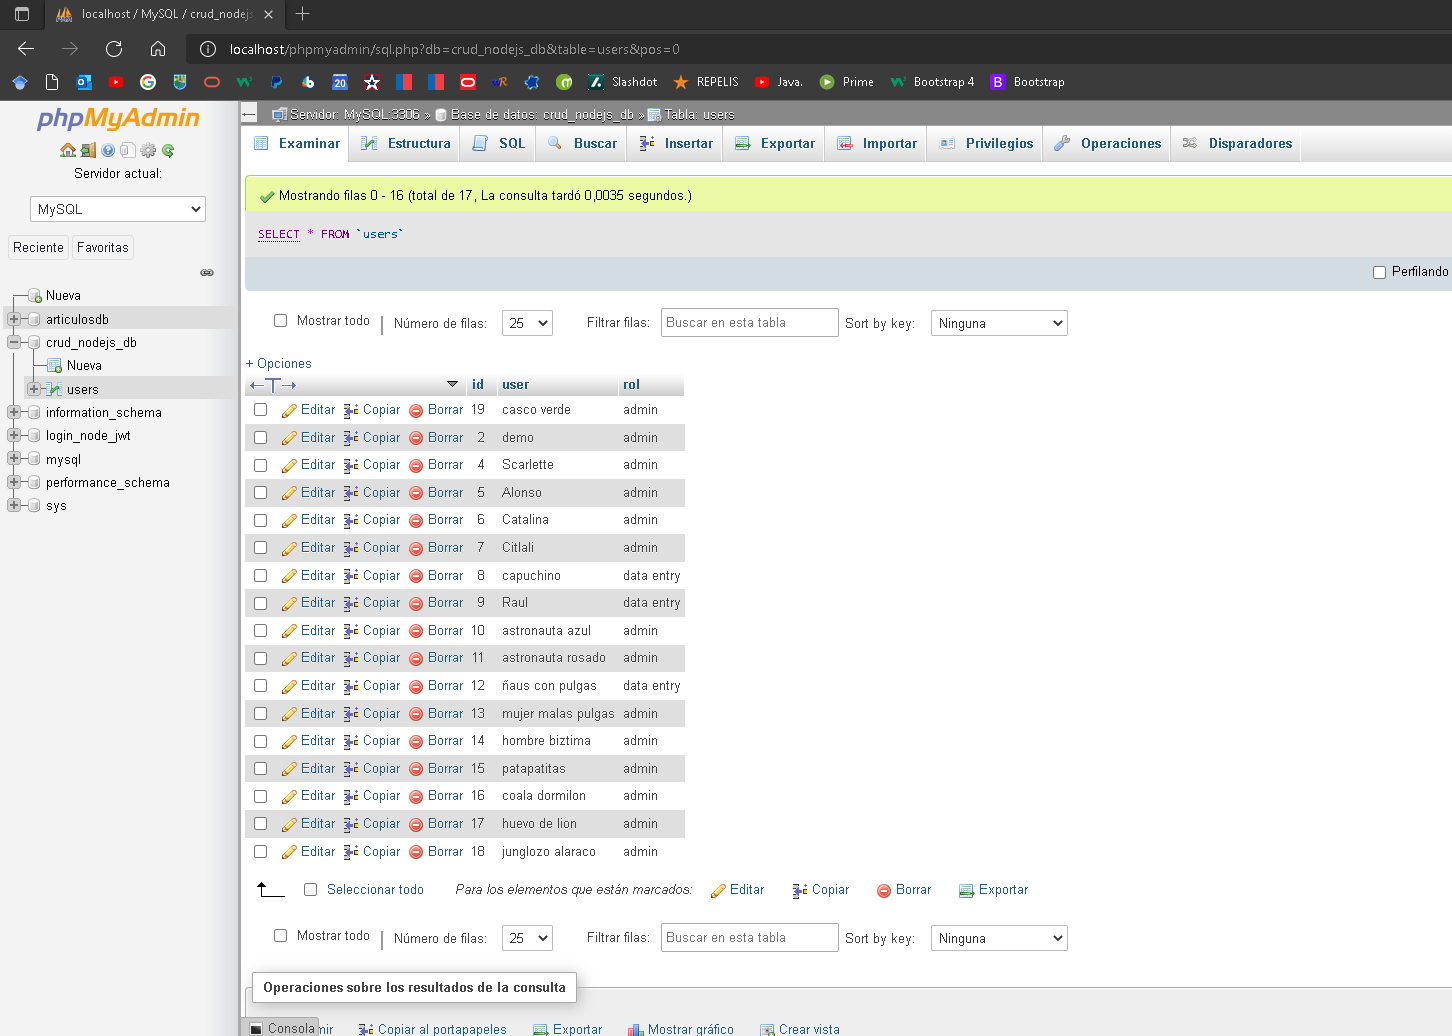 localhost / MySQL / crud_nodejs
localhost/phpmyadmin/sql.php?db=crud_nodejs_db&table=users&pos=0
20 Slashdot REPELIS Java. Prime Bootstrap 4 B Bootstrap
phpMyAdmin
Servidor actual:
MySQL
Reciente Favoritas
Nueva
articulosdb
crud_nodejs_db
Nueva
users
information_schema
login_node_jwt
mysql
performance_schema
sys
Servidor: MySQL:3306 » Base de datos: crud_nodejs_db » Tabla: users
Examinar Estructura SQL Buscar Insertar Exportar Importar Privilegios Operaciones Disparadores
Mostrando filas 0 - 16 (total de 17, La consulta tardó 0,0035 segundos.)
SELECT * FROM `users`
Perfilando
Mostrar todo | Número de filas: 25 Filtrar filas: Buscar en esta tabla Sort by key: Ninguna
+ Opciones
←T→ id user rol
Editar Copiar Borrar 19 casco verde admin
Editar Copiar Borrar 2 demo admin
Editar Copiar Borrar 4 Scarlette admin
Editar Copiar Borrar 5 Alonso admin
Editar Copiar Borrar 6 Catalina admin
Editar Copiar Borrar 7 Citlali admin
Editar Copiar Borrar 8 capuchino data entry
Editar Copiar Borrar 9 Raul data entry
Editar Copiar Borrar 10 astronauta azul admin
Editar Copiar Borrar 11 astronauta rosado admin
Editar Copiar Borrar 12 ñaus con pulgas data entry
Editar Copiar Borrar 13 mujer malas pulgas admin
Editar Copiar Borrar 14 hombre biztima admin
Editar Copiar Borrar 15 patapatitas admin
Editar Copiar Borrar 16 coala dormilon admin
Editar Copiar Borrar 17 huevo de lion admin
Editar Copiar Borrar 18 junglozo alaraco admin
Seleccionar todo Para los elementos que están marcados: Editar Copiar Borrar Exportar
Mostrar todo | Número de filas: 25 Filtrar filas: Buscar en esta tabla Sort by key: Ninguna
Operaciones sobre los resultados de la consulta
Consola mir Copiar al portapapeles Exportar Mostrar gráfico Crear vista